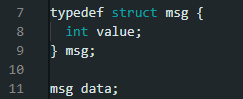 7 typedef struct msg {
8   int value;
9 } msg;
10
11 msg data;